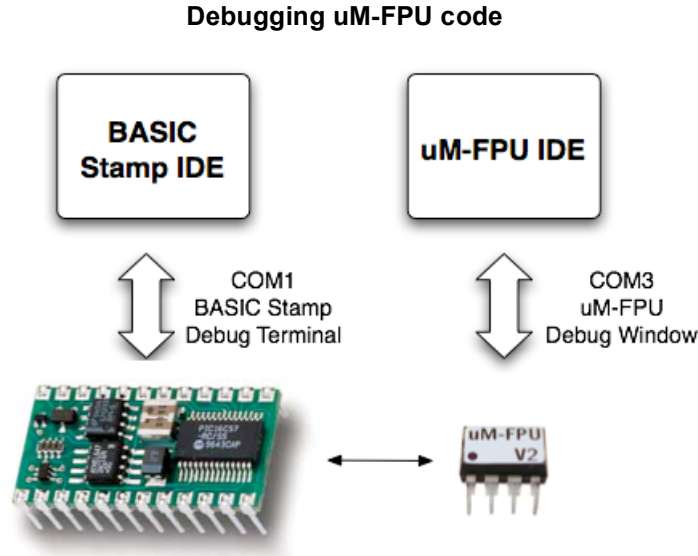 Debugging uM-FPU code
BASIC
Stamp IDE
uM-FPU IDE
COM1
BASIC Stamp
Debug Terminal
COM3
uM-FPU
Debug Window
PIC16C57
uM-FPU
V2